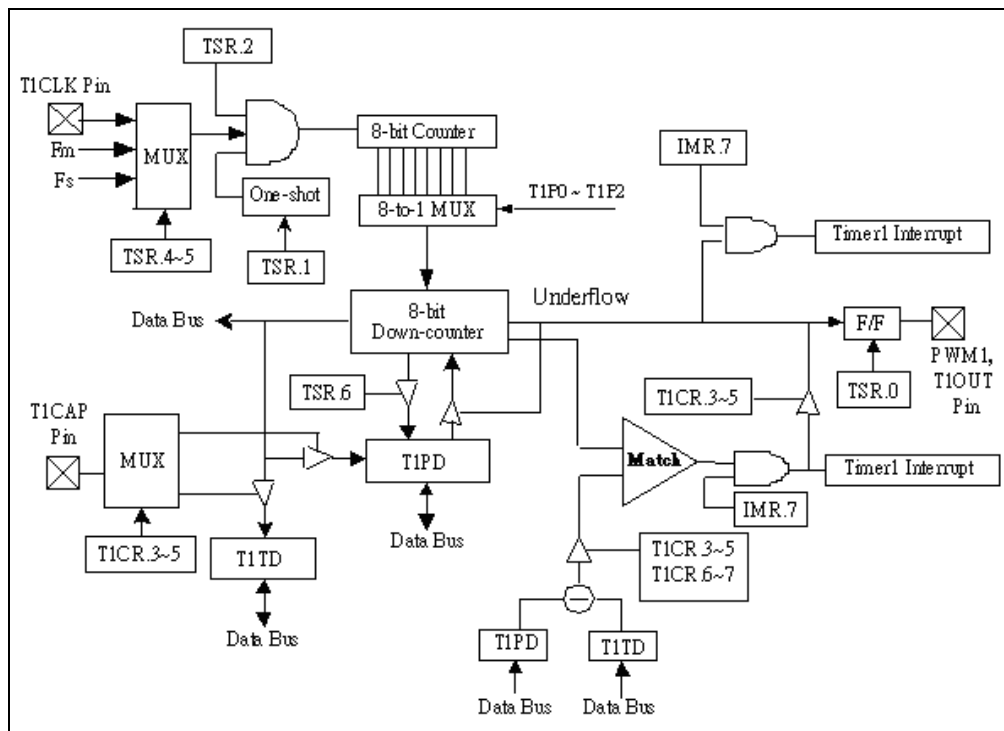 TSR.2
T1CLK Pin
MUX
Fm
Fs
8-bit Counter
IMR.7
One-shot
8-to-1 MUX
T1P0 ~ T1P2
Timer1 Interrupt
TSR.4~5
TSR.1
Underflow
8-bit
Down-counter
Data Bus
F/F
PWM1,
T1OUT
Pin
TSR.6
T1CR.3~5
TSR.0
T1CAP
Pin
MUX
T1PD
Match
Timer1 Interrupt
IMR.7
Data Bus
T1CR.3~5
T1TD
T1CR.3~5
T1CR.6~7
Data Bus
T1PD
T1TD
Data Bus
Data Bus